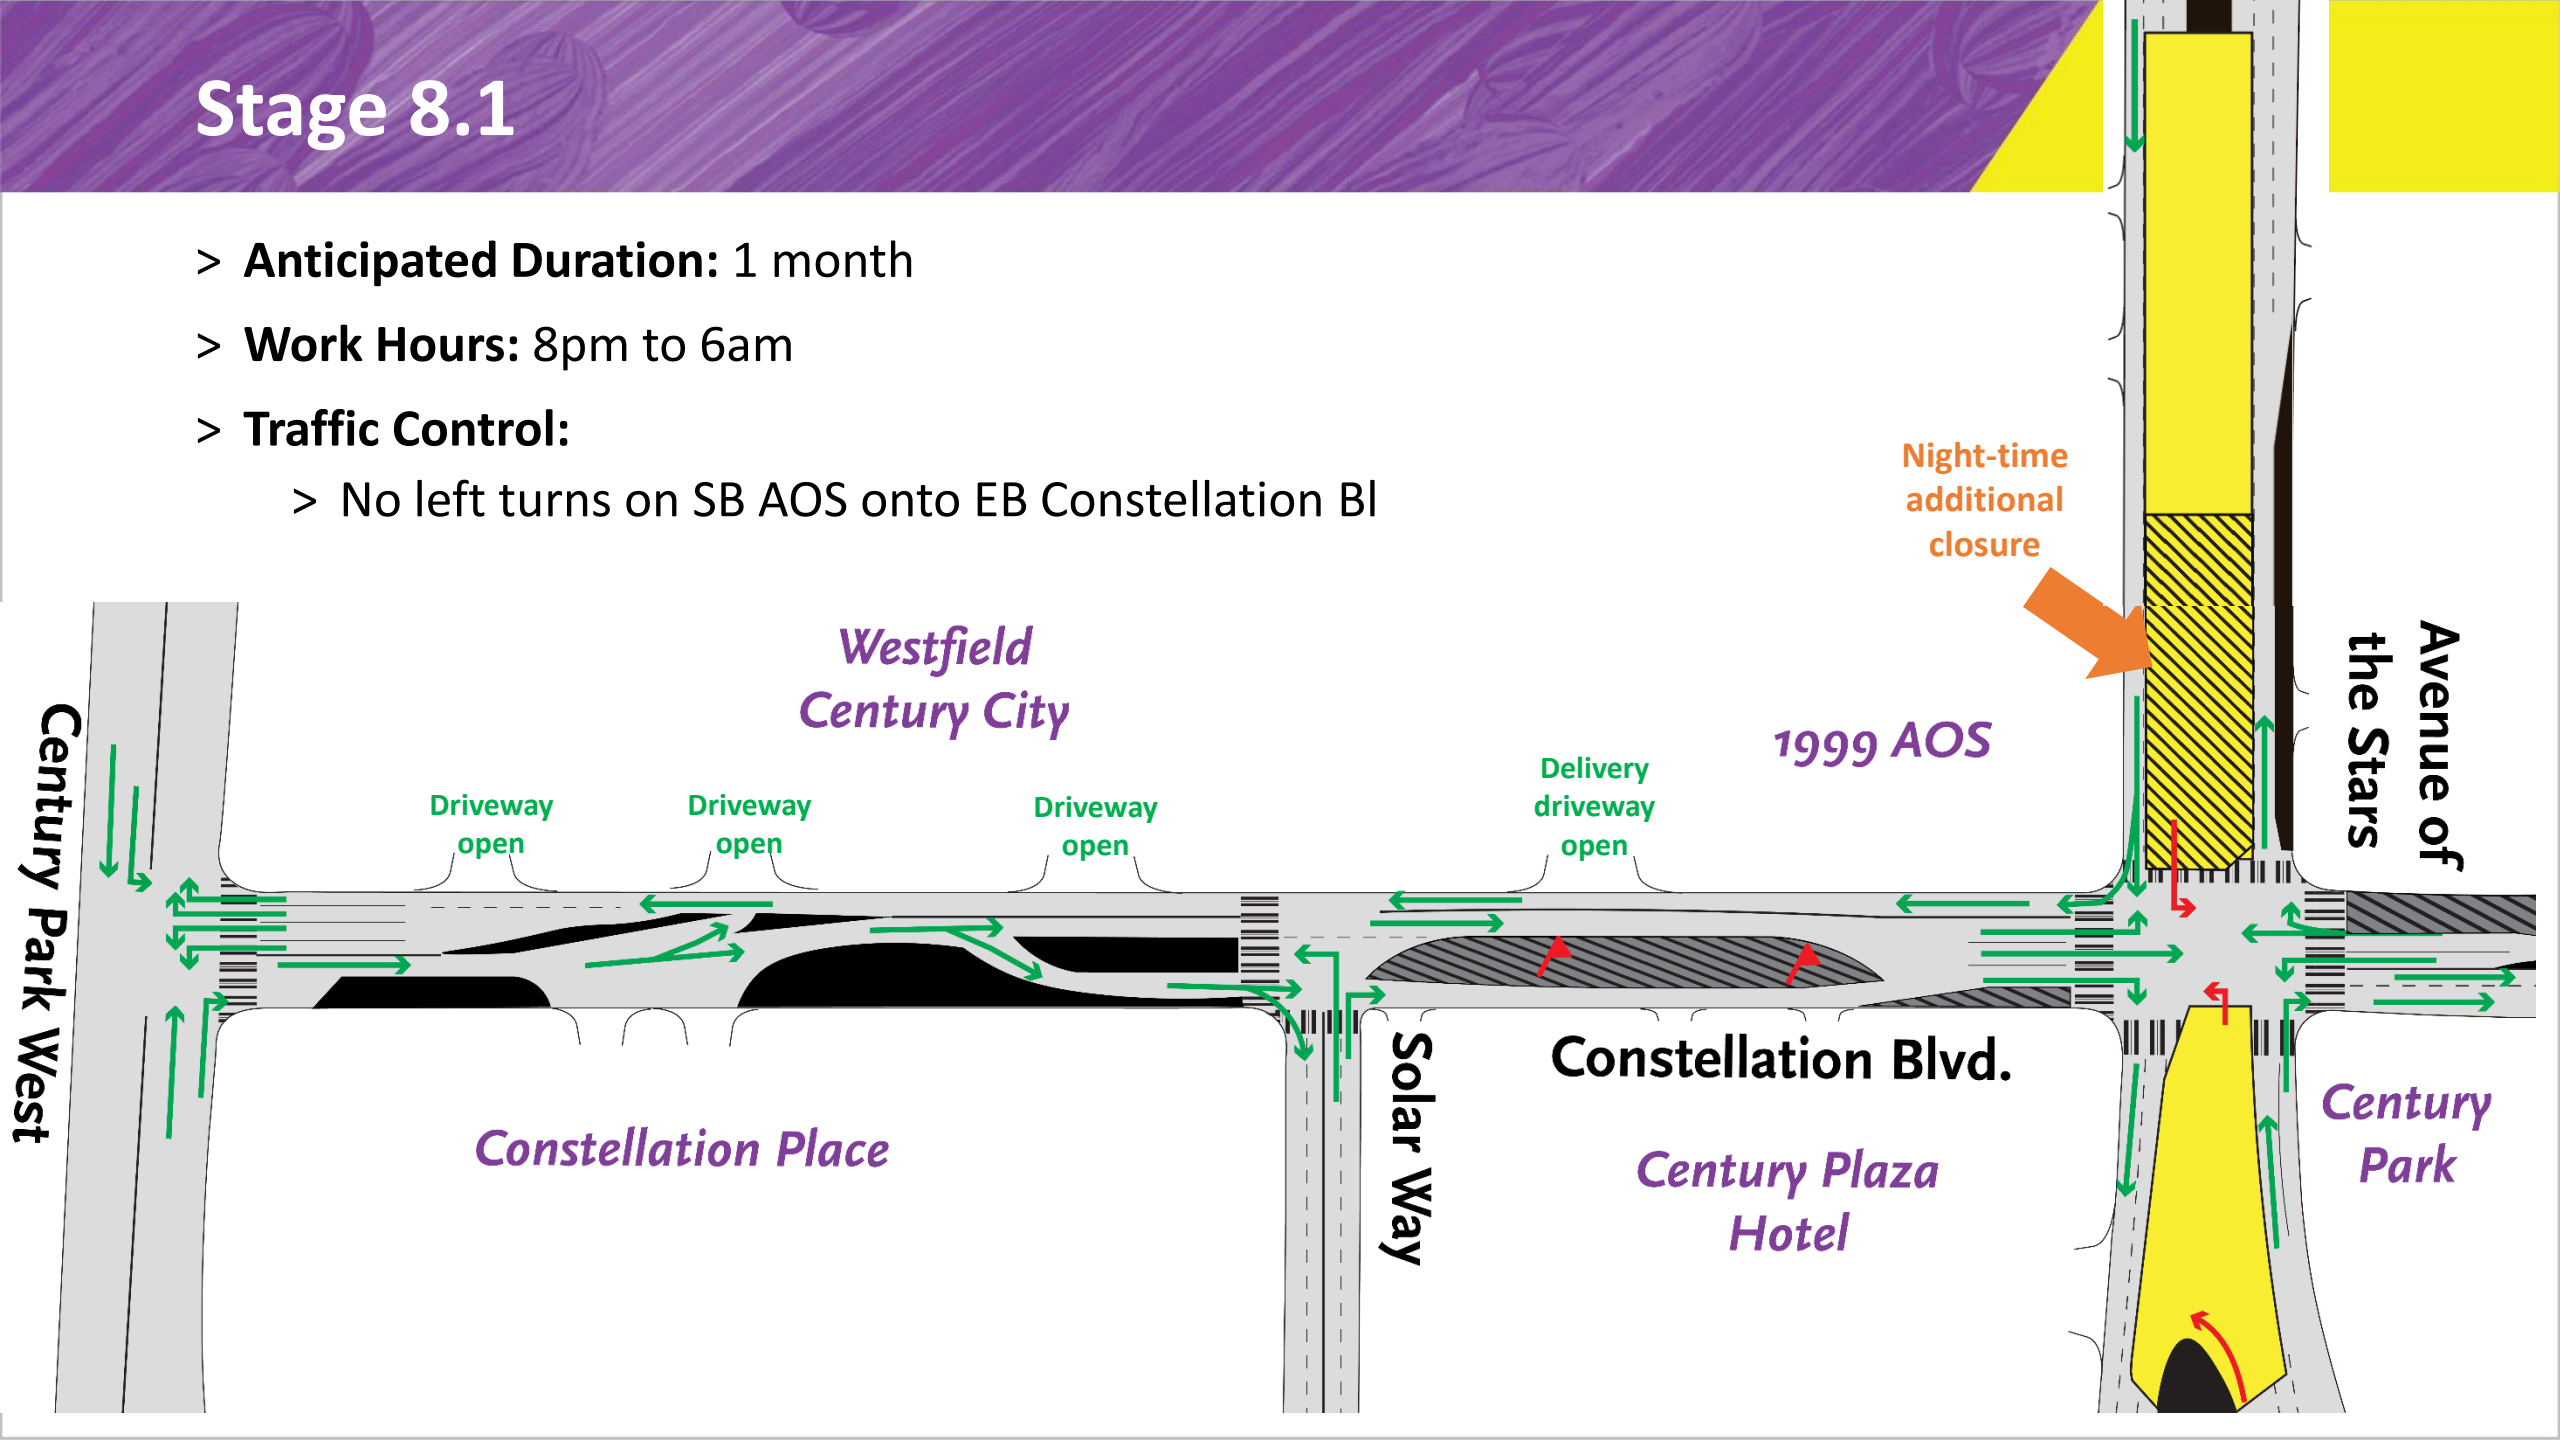 Stage 8.1
> Anticipated Duration: 1 month
> Work Hours: 8pm to 6am
> Traffic Control:
> No left turns on SB AOS onto EB Constellation Bl
Night-time
additional
closure
Westfield
Century City
1999 AOS
Avenue of
the Stars
Century Park West
Driveway
open
Driveway
open
Driveway
open
Delivery
driveway
open
Constellation Blvd.
Solar Way
Constellation Place
Century Plaza
Hotel
Century
Park